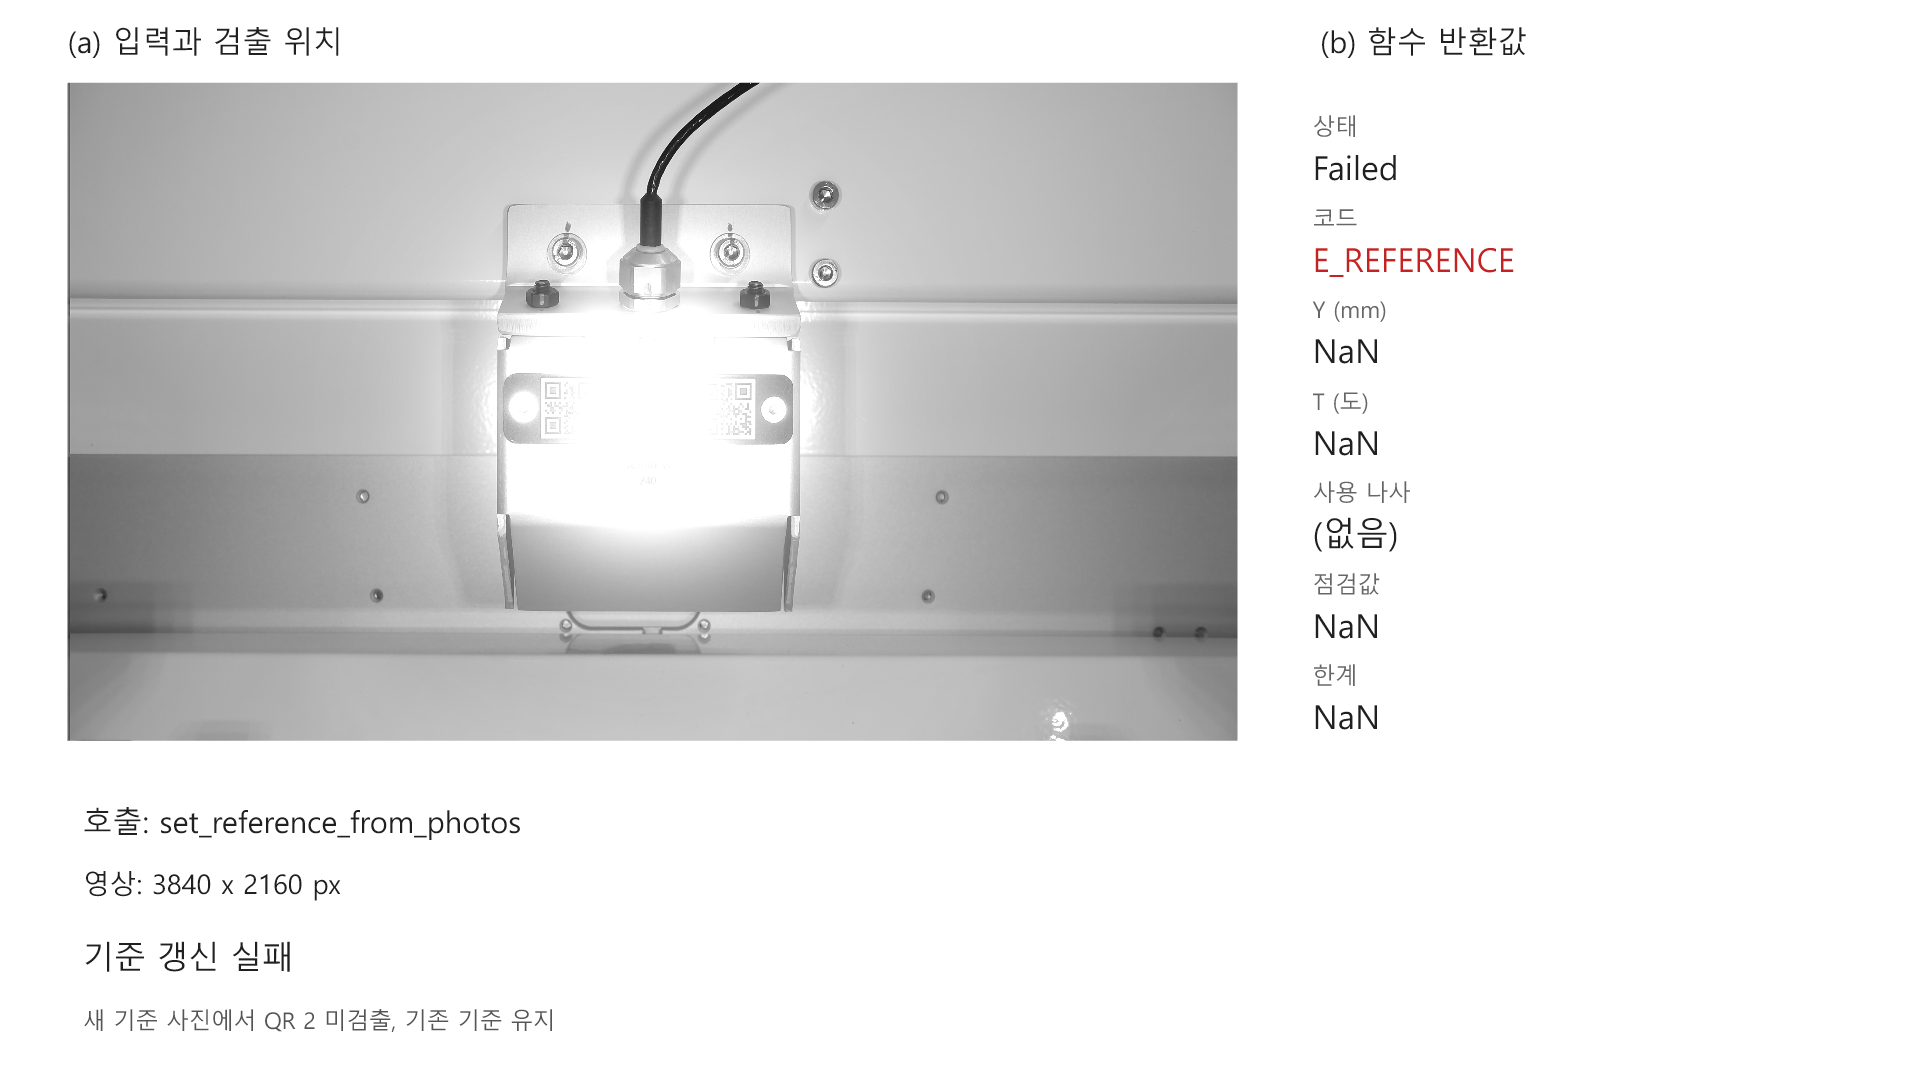 (a) 입력과 검출 위치
(b) 함수 반환값
상태
Failed
코드
E_REFERENCE
Y (mm)
NaN
T (도)
NaN
사용 나사
(없음)
점검값
NaN
한계
NaN
240
호출: set_reference_from_photos
영상: 3840 x 2160 px
기준 갱신 실패
새 기준 사진에서 QR 2 미검출, 기존 기준 유지